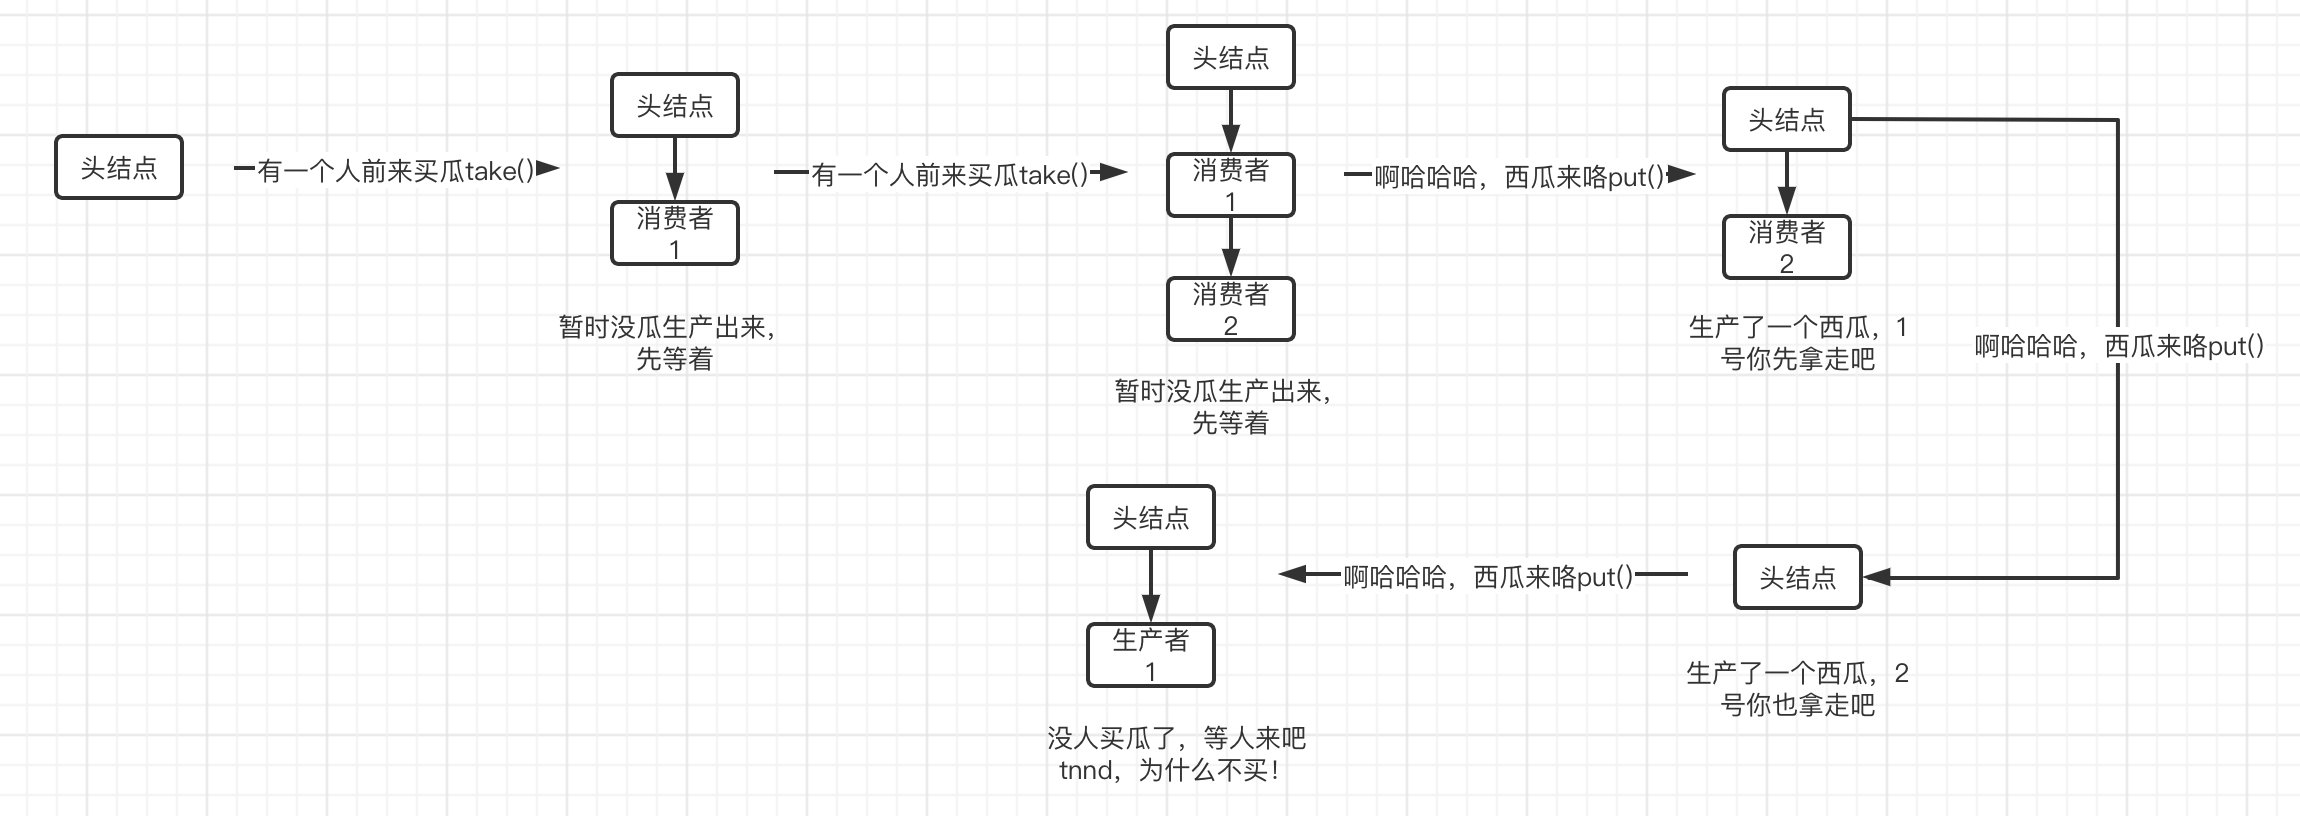 头结点
有一个人前来买瓜take()
头结点
消费者
1
暂时没瓜生产出来，
先等着
有一个人前来买瓜take()
头结点
消费者
1
消费者
2
暂时没瓜生产出来，
先等着
啊哈哈哈，西瓜来咯put()
头结点
消费者
2
生产了一个西瓜，1
号你先拿走吧
啊哈哈哈，西瓜来咯put()
头结点
生产了一个西瓜，2
号你也拿走吧
啊哈哈哈，西瓜来咯put()
头结点
生产者
1
没人买瓜了，等人来吧
tnnd，为什么不买！